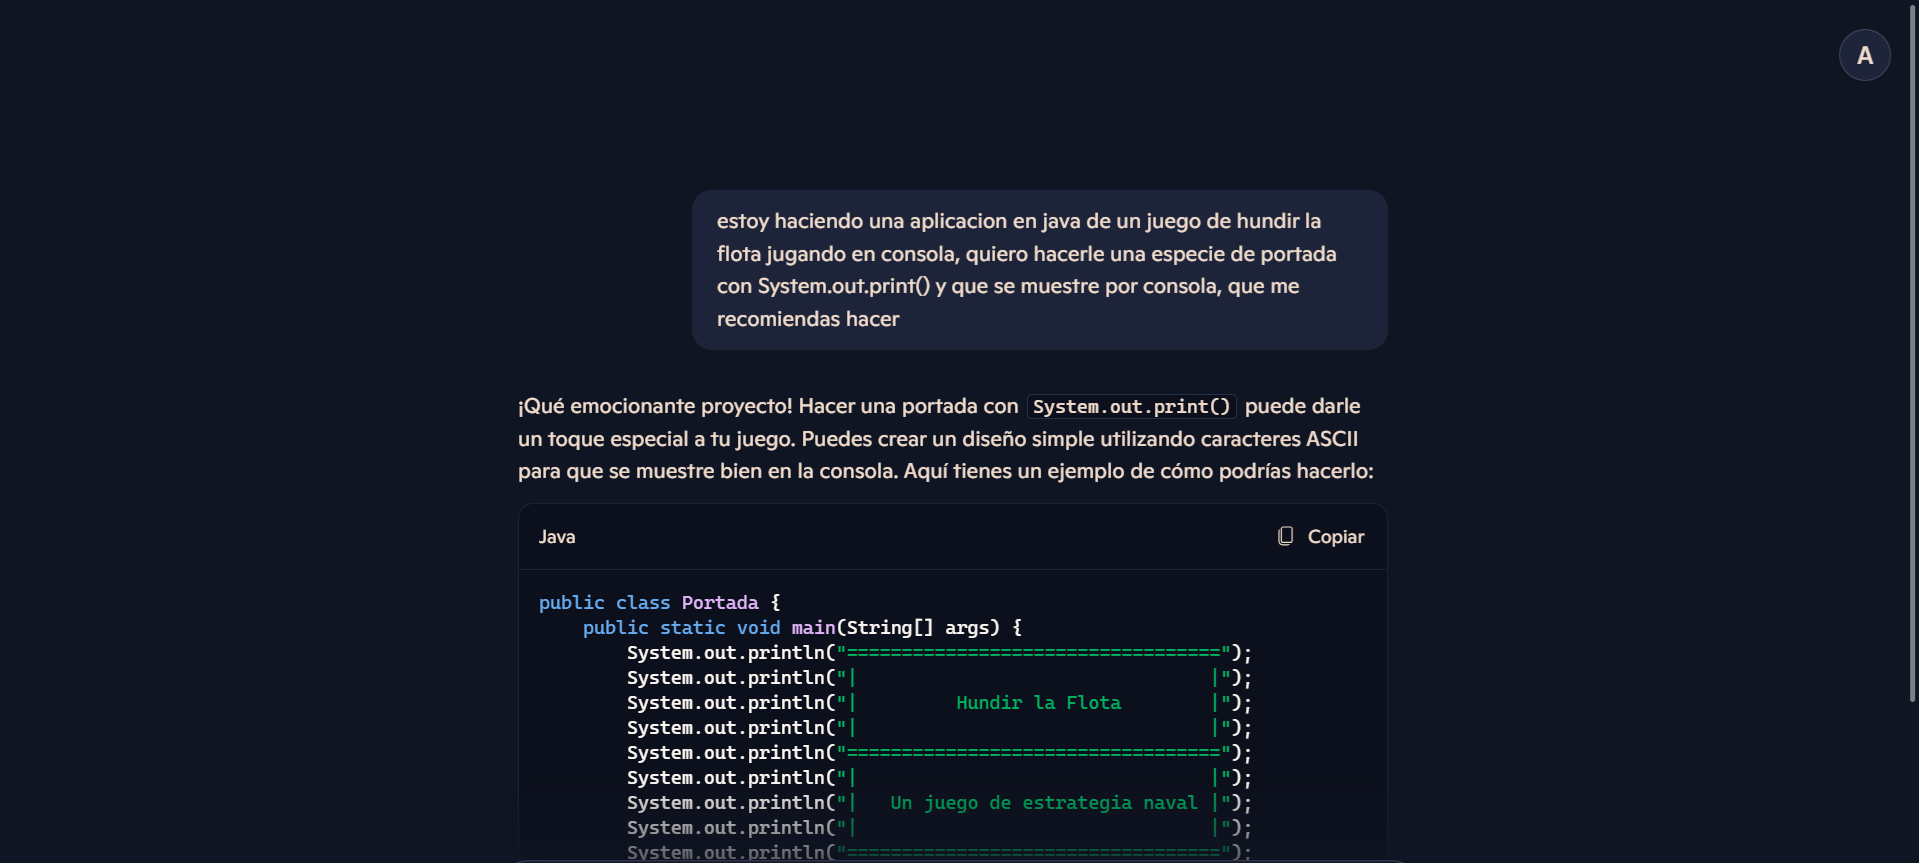 A
estoy haciendo una aplicacion en java de un juego de hundir la
flota jugando en consola, quiero hacerle una especie de portada
con System.out.print() y que se muestre por consola, que me
recomiendas hacer
¡Qué emocionante proyecto! Hacer una portada con System.out.print() puede darle
un toque especial a tu juego. Puedes crear un diseño simple utilizando caracteres ASCII
para que se muestre bien en la consola. Aquí tienes un ejemplo de cómo podrías hacerlo:
Java Copiar
public class Portada {
    public static void main(String[] args) {
        System.out.println("==================================");
        System.out.println("|                                |");
        System.out.println("|         Hundir la Flota        |");
        System.out.println("|                                |");
        System.out.println("==================================");
        System.out.println("|                                |");
        System.out.println("|   Un juego de estrategia naval |");
        System.out.println("|                                |");
        System.out.println("==================================");